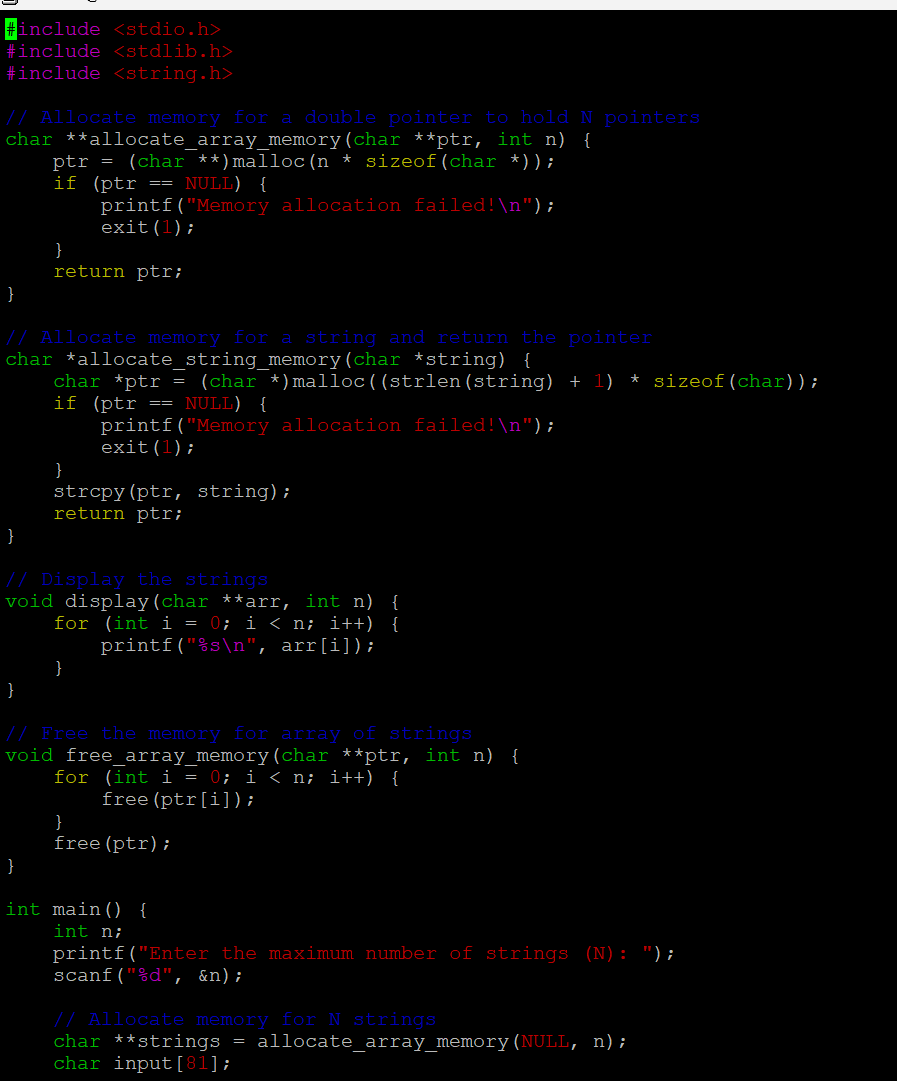 #include <stdio.h>
#include <stdlib.h>
#include <string.h>

// Allocate memory for a double pointer to hold N pointers
char **allocate_array_memory(char **ptr, int n) {
    ptr = (char **)malloc(n * sizeof(char *));
    if (ptr == NULL) {
        printf("Memory allocation failed!\n");
        exit(1);
    }
    return ptr;
}

// Allocate memory for a string and return the pointer
char *allocate_string_memory(char *string) {
    char *ptr = (char *)malloc((strlen(string) + 1) * sizeof(char));
    if (ptr == NULL) {
        printf("Memory allocation failed!\n");
        exit(1);
    }
    strcpy(ptr, string);
    return ptr;
}

// Display the strings
void display(char **arr, int n) {
    for (int i = 0; i < n; i++) {
        printf("%s\n", arr[i]);
    }
}

// Free the memory for array of strings
void free_array_memory(char **ptr, int n) {
    for (int i = 0; i < n; i++) {
        free(ptr[i]);
    }
    free(ptr);
}

int main() {
    int n;
    printf("Enter the maximum number of strings (N): ");
    scanf("%d", &n);

    // Allocate memory for N strings
    char **strings = allocate_array_memory(NULL, n);
    char input[81];